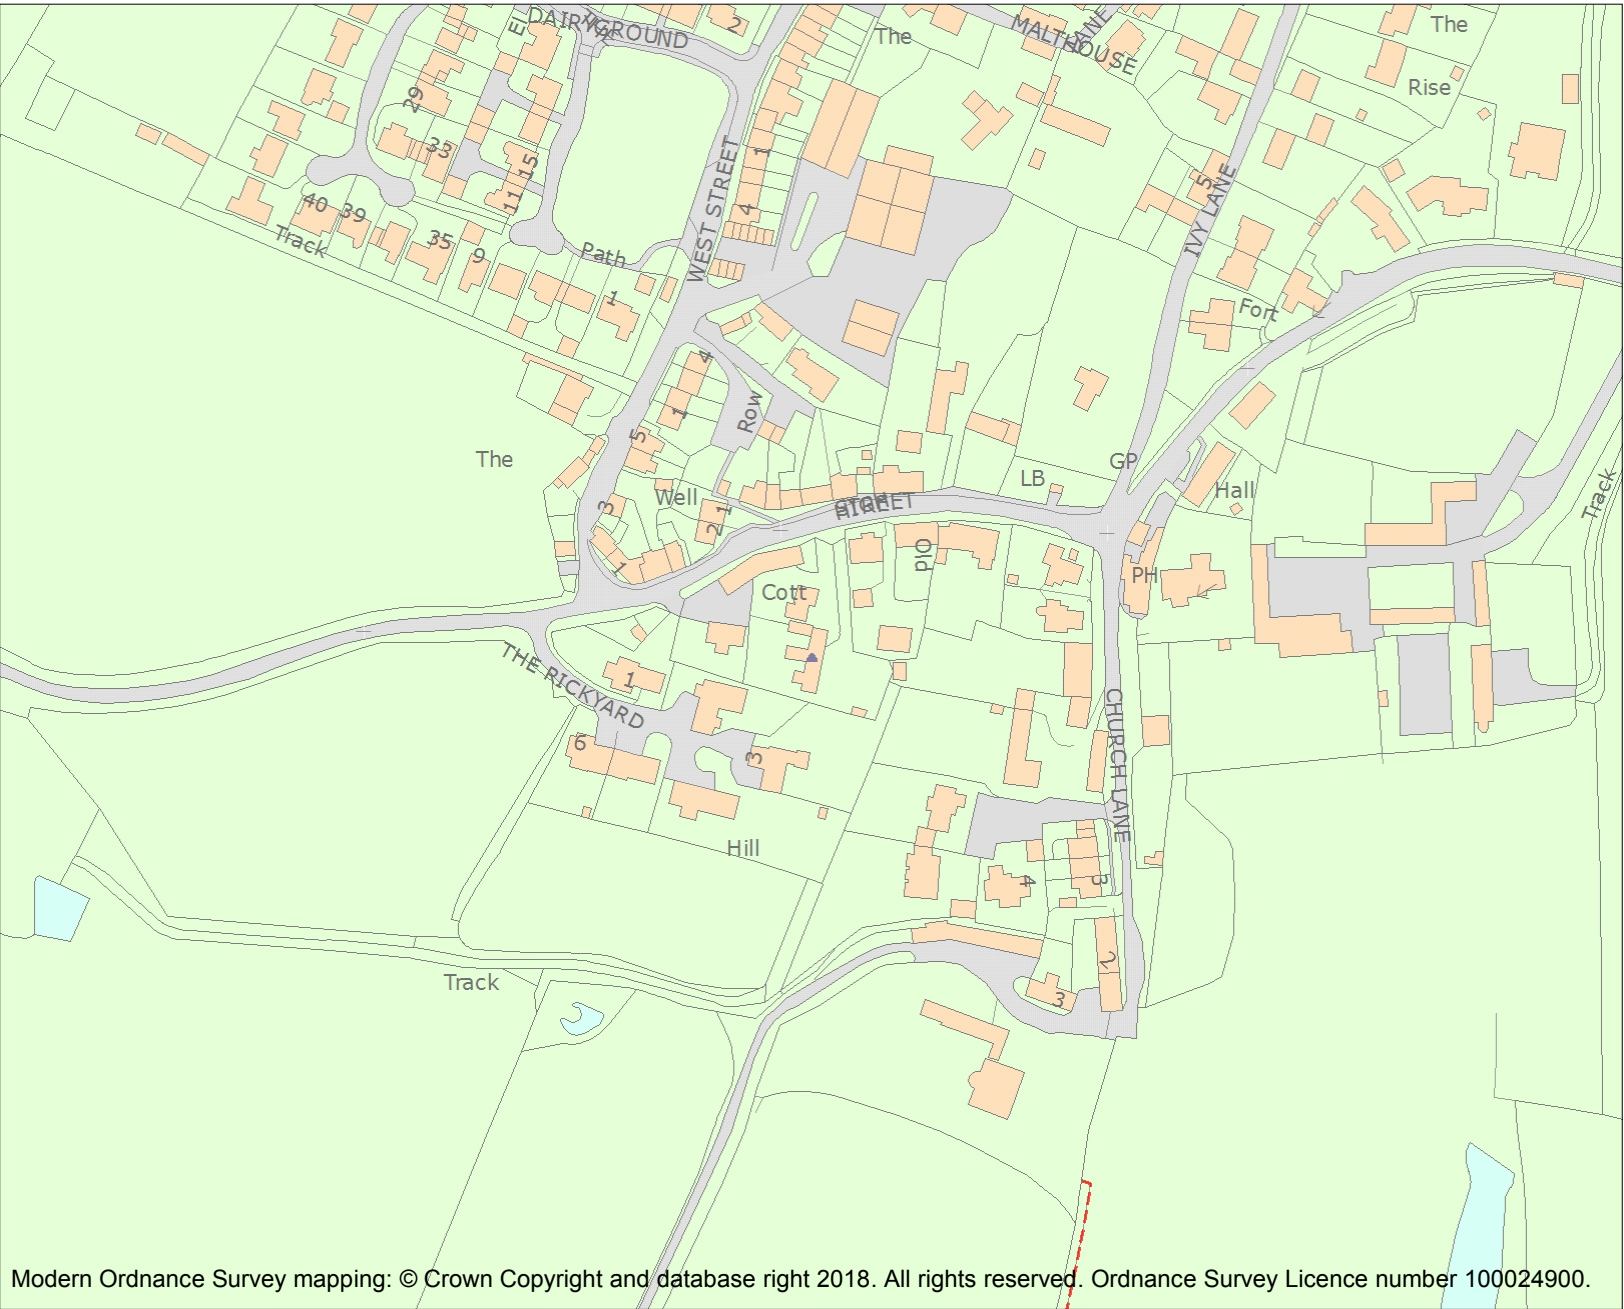 DAIRYGROUND
2
The
MALTHOUSE
LANE
The
Rise
29
33
15
11
1
4
WEST STREET
5
IVY LANE
40
39
Track
35
9
Path
1
Fort
4
1
Row
5
The
Well
3
2
1
HIGH STREET
LB
GP
Hall
Track
1
Cott
Old
PH
THE RICKYARD
1
6
3
CHURCH LANE
Hill
4
3
Track
2
3
Modern Ordnance Survey mapping: © Crown Copyright and database right 2018. All rights reserved. Ordnance Survey Licence number 100024900.